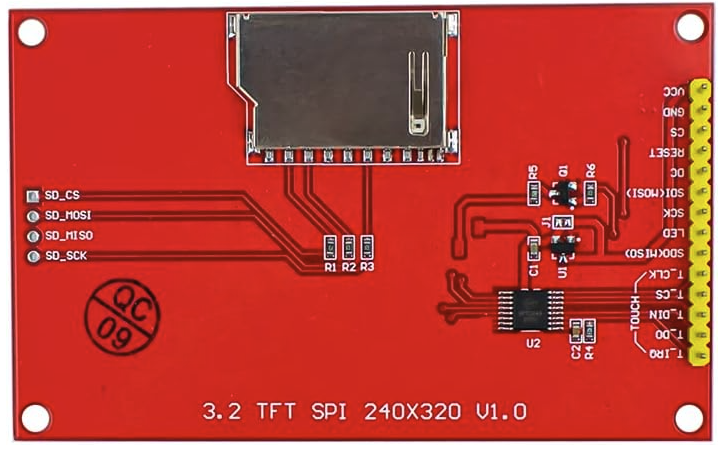 VCC
GND
CS
RESET
DC
SDI(MOSI)
SCK
LED
SDO(MISO)
T_CLK
T_CS
T_DIN
T_DO
T_IRQ
TOUCH
R5
Q1
R6
J1
C1
U1
U2
C2
R4
SD_CS
SD_MOSI
SD_MISO
SD_SCK
R1
R2
R3
QC
09
3.2 TFT SPI 240X320 V1.0